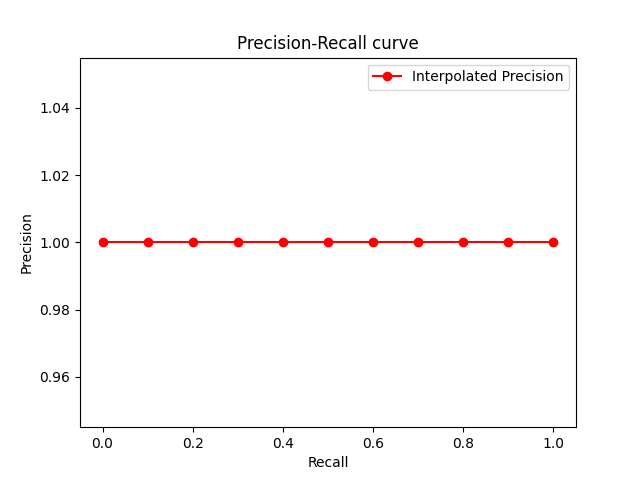 Precision-Recall curve
Interpolated Precision
1.04
1.02
1.00
0.98
0.96
Precision
0.0 0.2 0.4 0.6 0.8 1.0
Recall